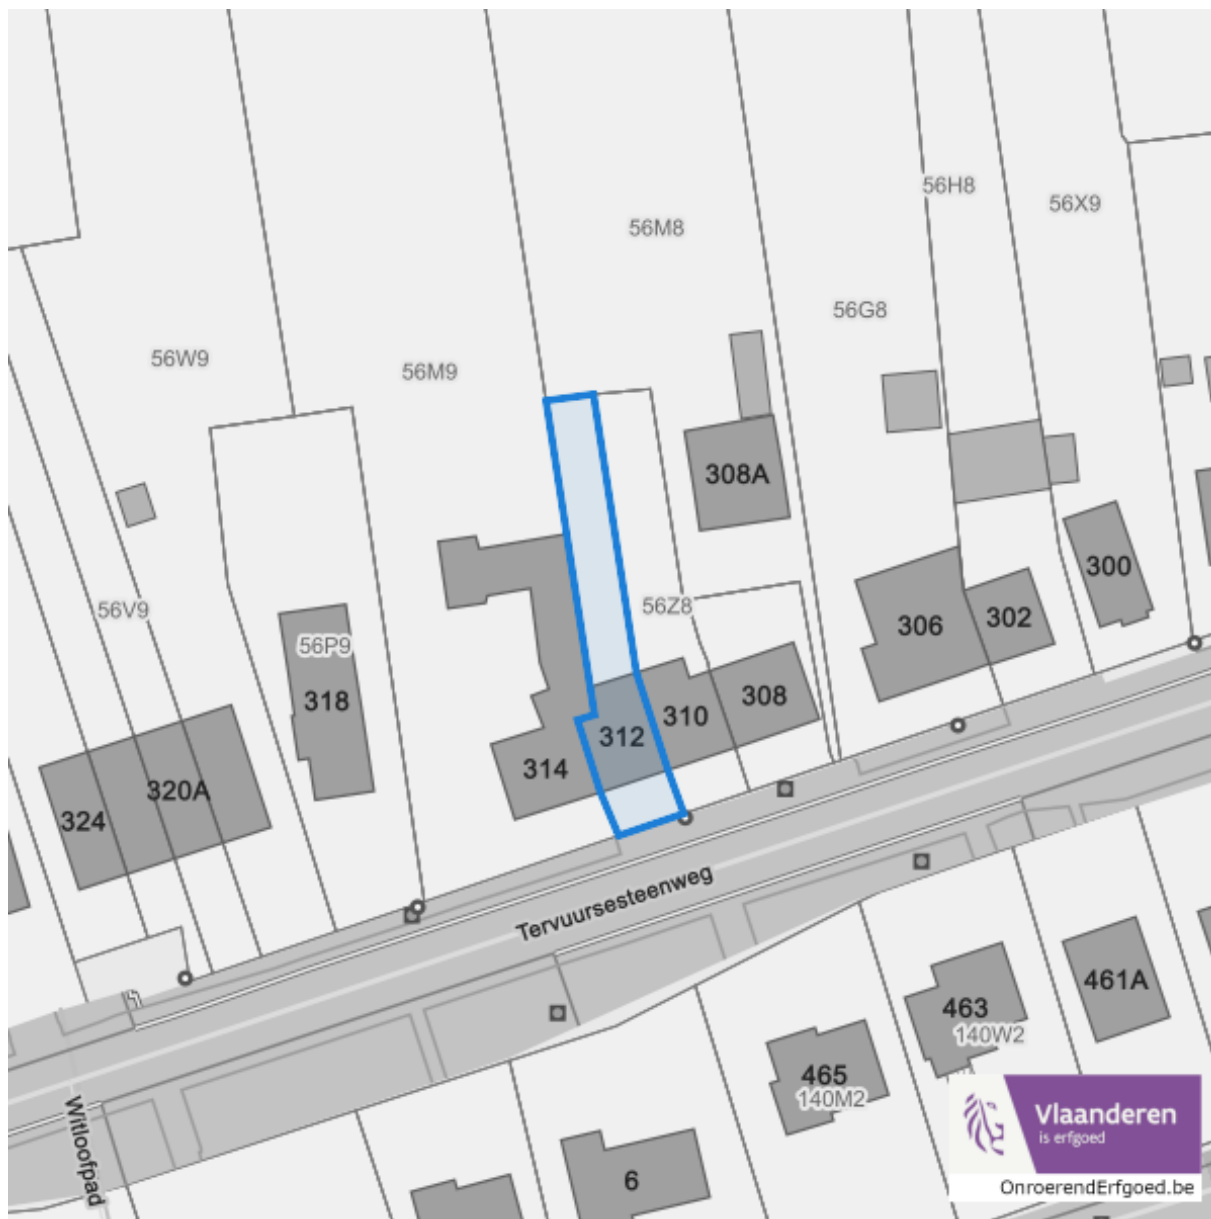 56H8
56X9
56M8
56G8
56W9
56M9
308A
300
56V9
56Z8
302
306
56P9
318
308
310
312
314
320A
324
Tervuursesteenweg
461A
463
140W2
465
140M2
Witloofpad
6
Vlaanderen
is erfgoed
OnroerendErfgoed.be